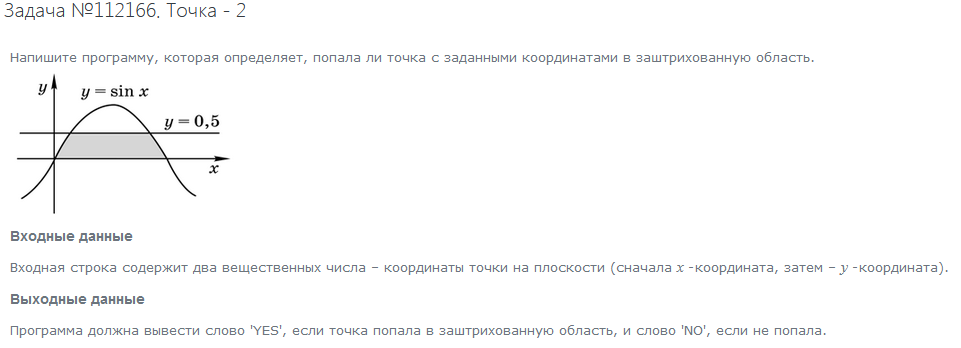 Задача №112166. Точка - 2
Напишите программу, которая определяет, попала ли точка с заданными координатами в заштрихованную область.
y
y = sin x
y = 0,5
x
Входные данные
Входная строка содержит два вещественных числа – координаты точки на плоскости (сначала x -координата, затем – y -координата).
Выходные данные
Программа должна вывести слово 'YES', если точка попала в заштрихованную область, и слово 'NO', если не попала.